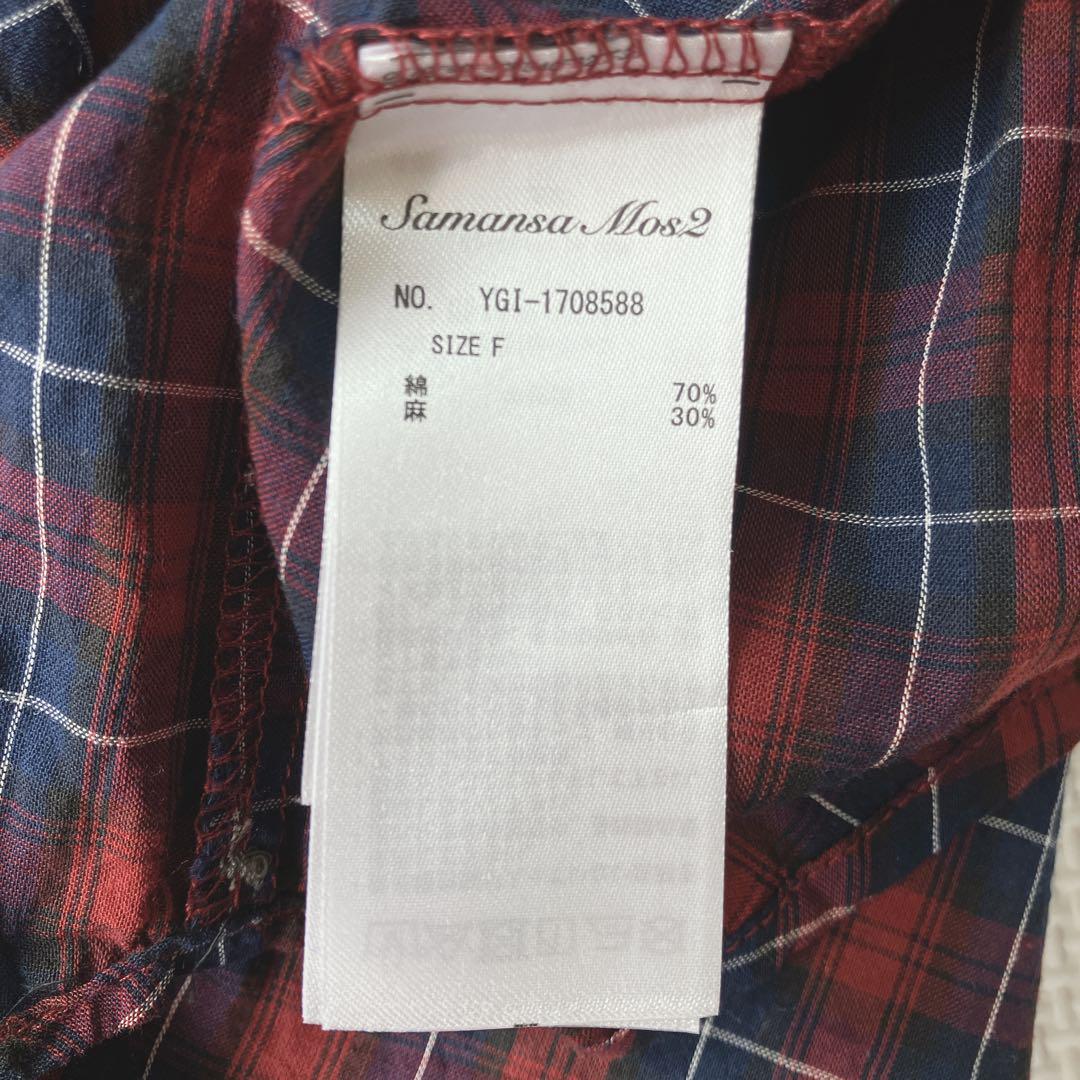 Samansa Mos2
NO. YGI-1708588
SIZE F
綿 70%
麻 30%